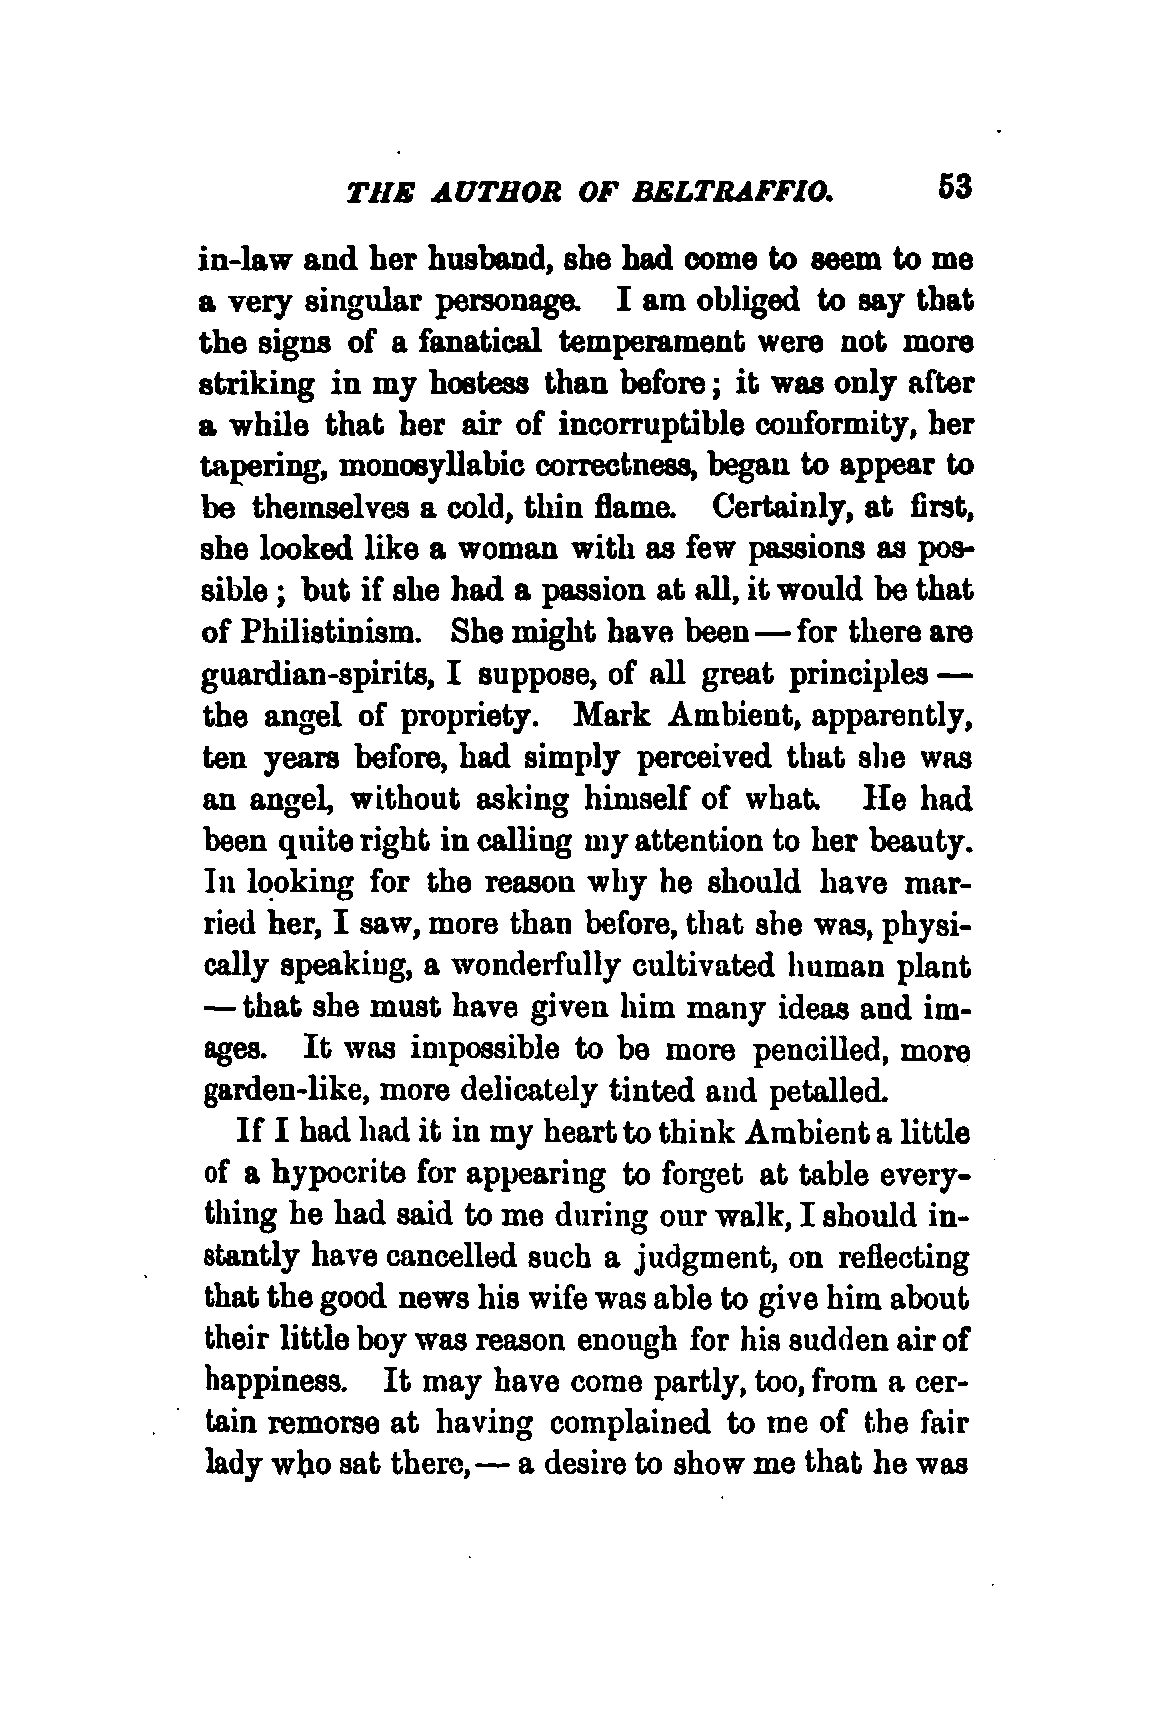 THE AUTHOR OF BELTRAFFIO. 53
in-law and her husband, she had come to seem to me
a very singular personage. I am obliged to say that
the signs of a fanatical temperament were not more
striking in my hostess than before; it was only after
a while that her air of incorruptible conformity, her
tapering, monosyllabic correctness, began to appear to
be themselves a cold, thin flame. Certainly, at first,
she looked like a woman with as few passions as pos-
sible; but if she had a passion at all, it would be that
of Philistinism. She might have been—for there are
guardian-spirits, I suppose, of all great principles—
the angel of propriety. Mark Ambient, apparently,
ten years before, had simply perceived that she was
an angel, without asking himself of what. He had
been quite right in calling my attention to her beauty.
In looking for the reason why he should have mar-
ried her, I saw, more than before, that she was, physi-
cally speaking, a wonderfully cultivated human plant
—that she must have given him many ideas and im-
ages. It was impossible to be more pencilled, more
garden-like, more delicately tinted and petalled.
If I had had it in my heart to think Ambient a little
of a hypocrite for appearing to forget at table every-
thing he had said to me during our walk, I should in-
stantly have cancelled such a judgment, on reflecting
that the good news his wife was able to give him about
their little boy was reason enough for his sudden air of
happiness. It may have come partly, too, from a cer-
tain remorse at having complained to me of the fair
lady who sat there,—a desire to show me that he was